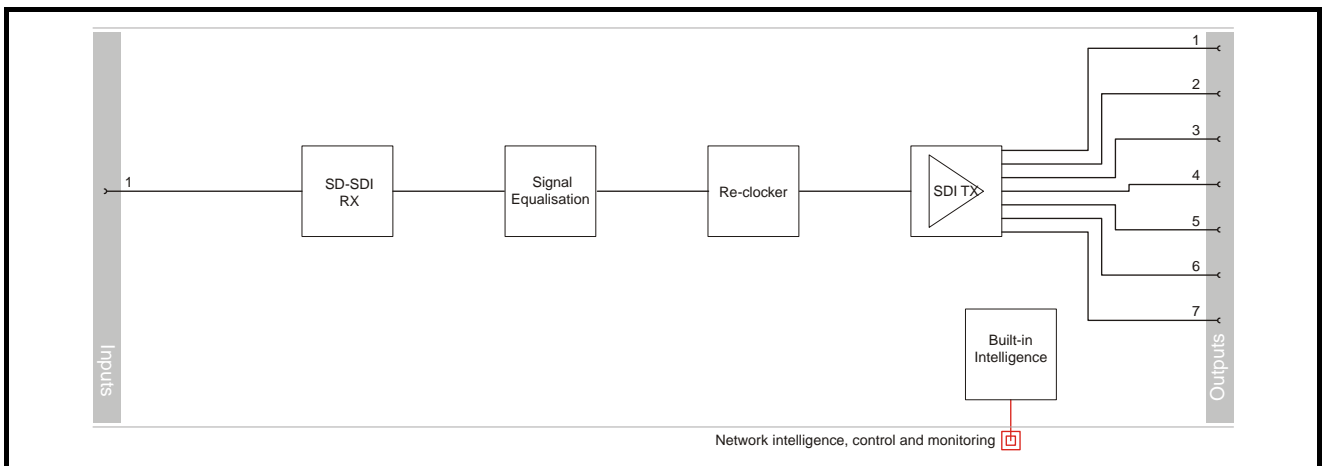 1
SD-SDI
RX
Signal
Equalisation
Re-clocker
SDI TX
1
2
3
4
5
6
7
Built-in
Intelligence
Inputs
Outputs
Network intelligence, control and monitoring